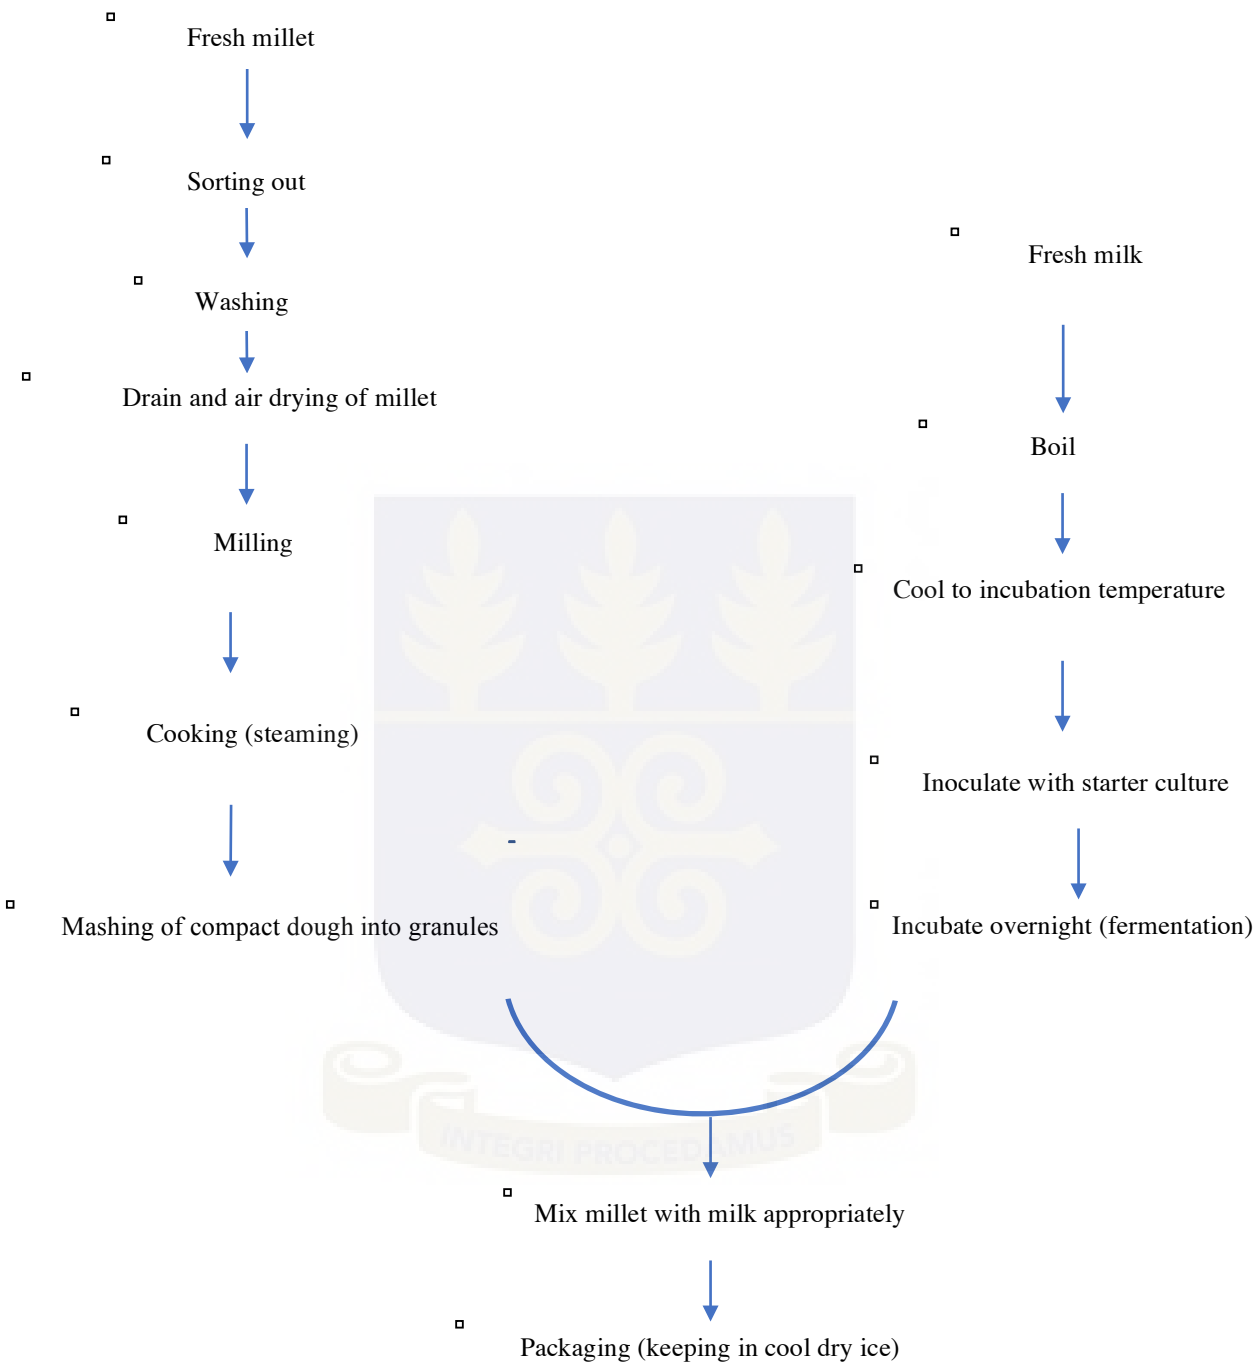 Fresh millet
Sorting out
Washing
Drain and air drying of millet
Milling
Cooking (steaming)
Mashing of compact dough into granules
Fresh milk
Boil
Cool to incubation temperature
Inoculate with starter culture
Incubate overnight (fermentation)
INTEGRI PROCEDAMUS
Mix millet with milk appropriately
Packaging (keeping in cool dry ice)